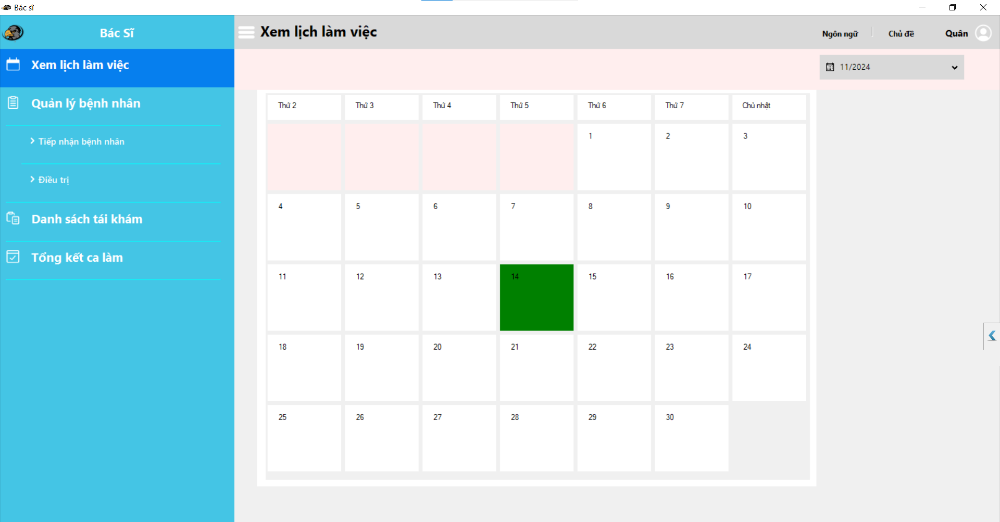 Bác sĩ
Bác Sĩ
Xem lịch làm việc
Ngôn ngữ
Chủ đề
Quân
Xem lịch làm việc
Quản lý bệnh nhân
Tiếp nhận bệnh nhân
Điều trị
Danh sách tái khám
Tổng kết ca làm
11/2024
Thứ 2 Thứ 3 Thứ 4 Thứ 5 Thứ 6 Thứ 7 Chủ nhật
1 2 3
4 5 6 7 8 9 10
11 12 13 14 15 16 17
18 19 20 21 22 23 24
25 26 27 28 29 30